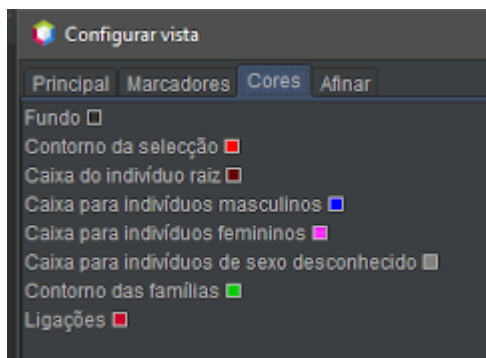 Configurar vista
Principal Marcadores Cores Afinar
Fundo
Contorno da selecção
Caixa do indivíduo raiz
Caixa para indivíduos masculinos
Caixa para indivíduos femininos
Caixa para indivíduos de sexo desconhecido
Contorno das famílias
Ligações